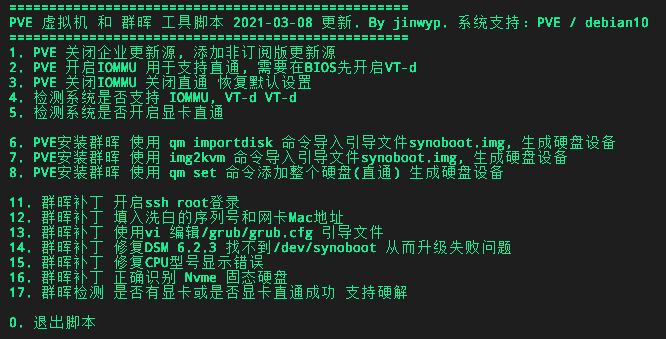 ==================================================
PVE 虚拟机 和 群晖 工具脚本 2021-03-08 更新. By jinwyp. 系统支持: PVE / debian10
==================================================
1. PVE 关闭企业更新源, 添加非订阅版更新源
2. PVE 开启IOMMU 用于支持直通, 需要在BIOS先开启VT-d
3. PVE 关闭IOMMU 关闭直通 恢复默认设置
4. 检测系统是否支持 IOMMU, VT-d VT-d
5. 检测系统是否开启显卡直通
6. PVE安装群晖 使用 qm importdisk 命令导入引导文件synoboot.img, 生成硬盘设备
7. PVE安装群晖 使用 img2kvm 命令导入引导文件synoboot.img, 生成硬盘设备
8. PVE安装群晖 使用 qm set 命令添加整个硬盘(直通) 生成硬盘设备
11. 群晖补丁 开启ssh root登录
12. 群晖补丁 填入洗白的序列号和网卡Mac地址
13. 群晖补丁 使用vi 编辑/grub/grub.cfg 引导文件
14. 群晖补丁 修复DSM 6.2.3 找不到/dev/synoboot 从而升级失败问题
15. 群晖补丁 修复CPU型号显示错误
16. 群晖补丁 正确识别 Nvme 固态硬盘
17. 群晖检测 是否有显卡或是否显卡直通成功 支持硬解
0. 退出脚本